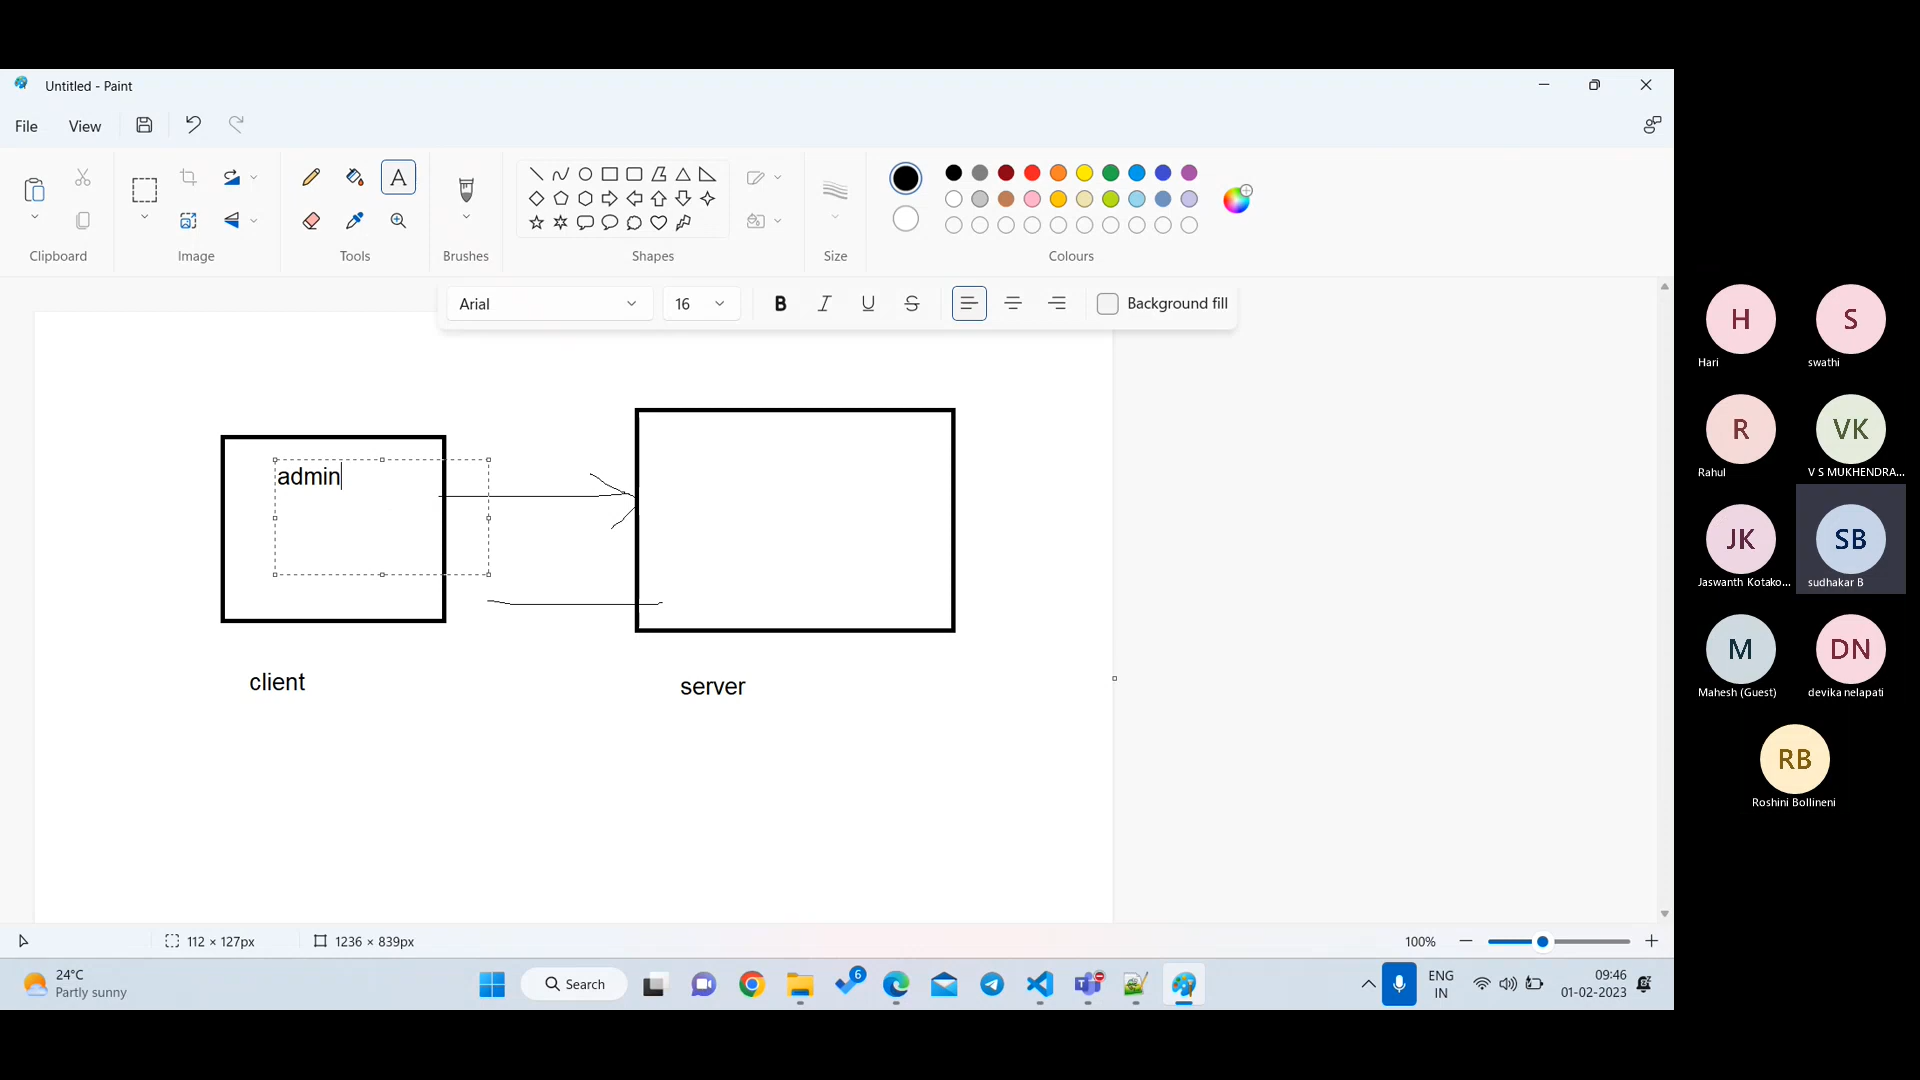 Untitled - Paint
File View
Clipboard
Image
Tools
Brushes
Shapes
Size
Colours
Arial
16
B I U S
Background fill
admin
client
server
112 × 127px
1236 × 839px
100%
24°C
Partly sunny
Search
6
ENG
IN
09:46
01-02-2023
H
Hari
S
swathi
R
Rahul
VK
V S MUKHENDRA...
JK
Jaswanth Kotako...
SB
sudhakar B
M
Mahesh (Guest)
DN
devika nelapati
RB
Roshini Bollineni